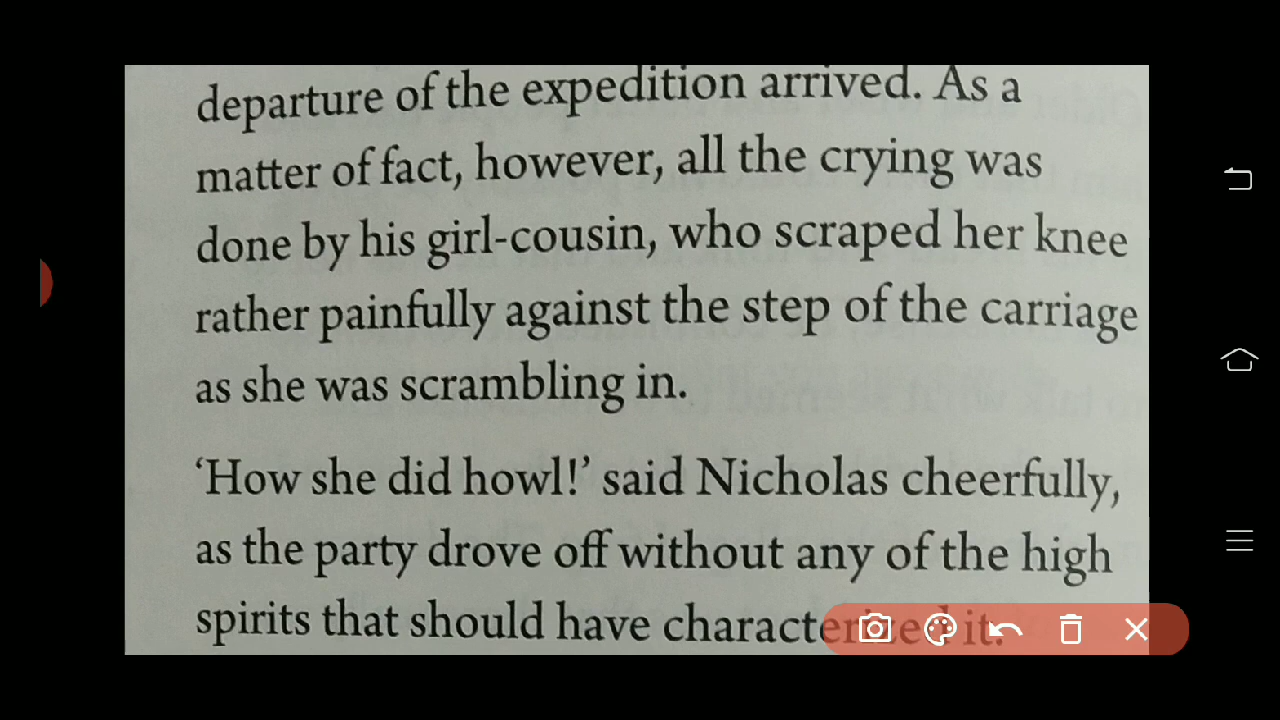 departure of the expedition arrived. As a
matter of fact, however, all the crying was
done by his girl-cousin, who scraped her knee
rather painfully against the step of the carriage
as she was scrambling in.
‘How she did howl!’ said Nicholas cheerfully,
as the party drove off without any of the high
spirits that should have characterized it.